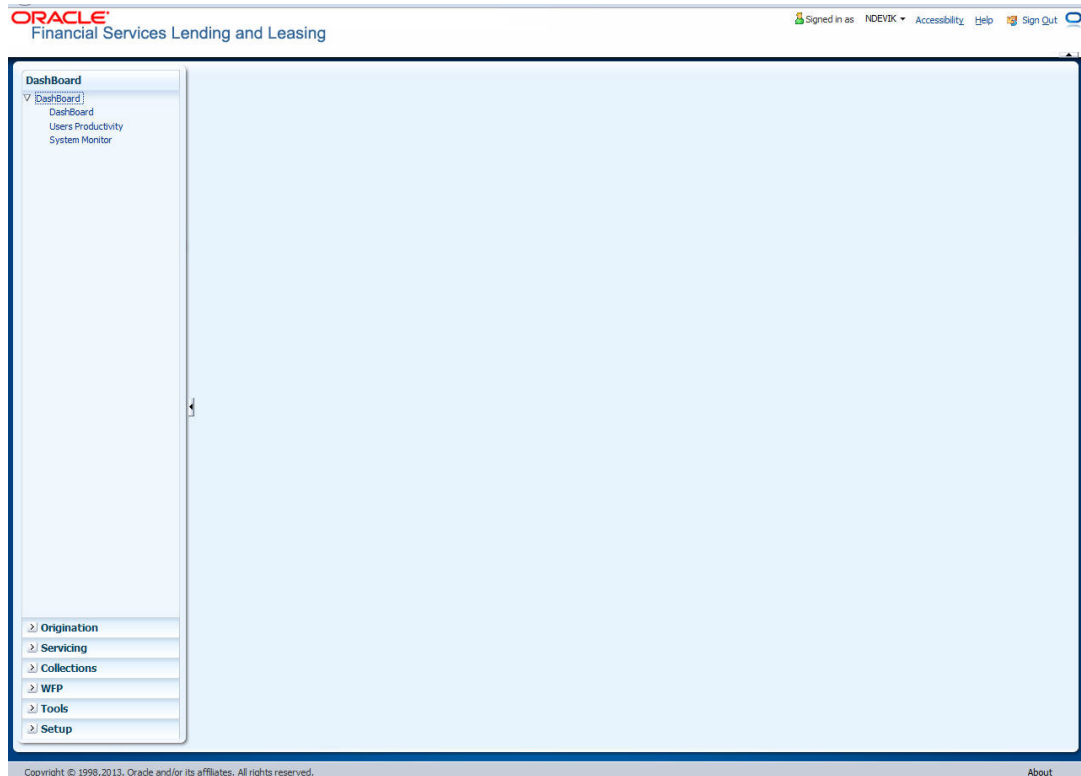 ORACLE
Financial Services Lending and Leasing
Signed in as NDEVIK Accessibility Help Sign Out
DashBoard
DashBoard
DashBoard
Users Productivity
System Monitor
Origination
Servicing
Collections
WFP
Tools
Setup
Copyright © 1998,2013, Oracle and/or its affiliates. All rights reserved.
About